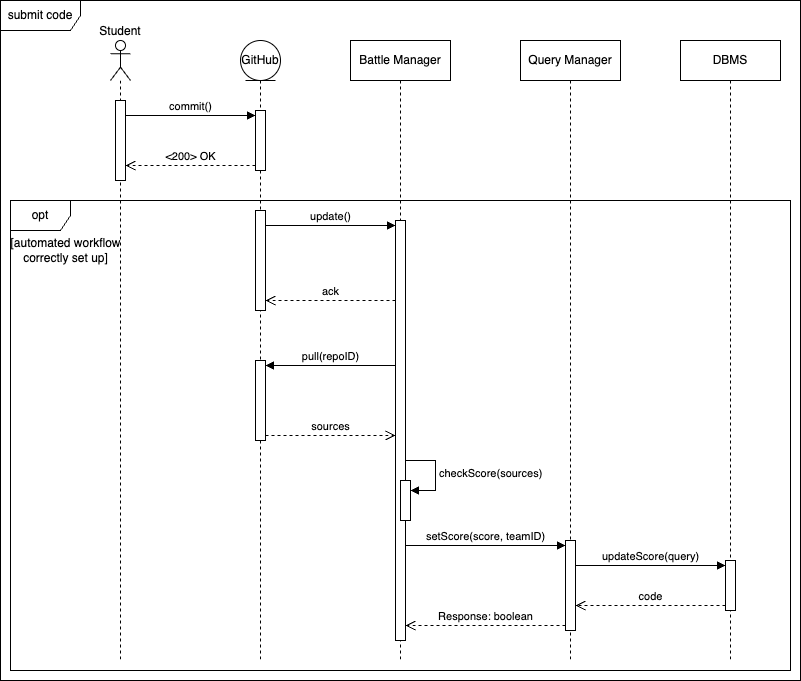 submit code
Student
GitHub
Battle Manager
Query Manager
DBMS
commit()
<200> OK
opt
[automated workflow
correctly set up]
update()
ack
pull(repoID)
sources
checkScore(sources)
setScore(score, teamID)
updateScore(query)
code
Response: boolean